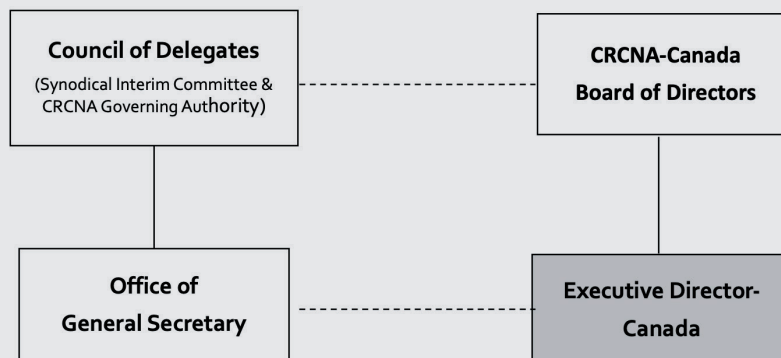 Council of Delegates
(Synodical Interim Committee &
CRCNA Governing Authority)
CRCNA-Canada
Board of Directors
Office of
General Secretary
Executive Director-
Canada